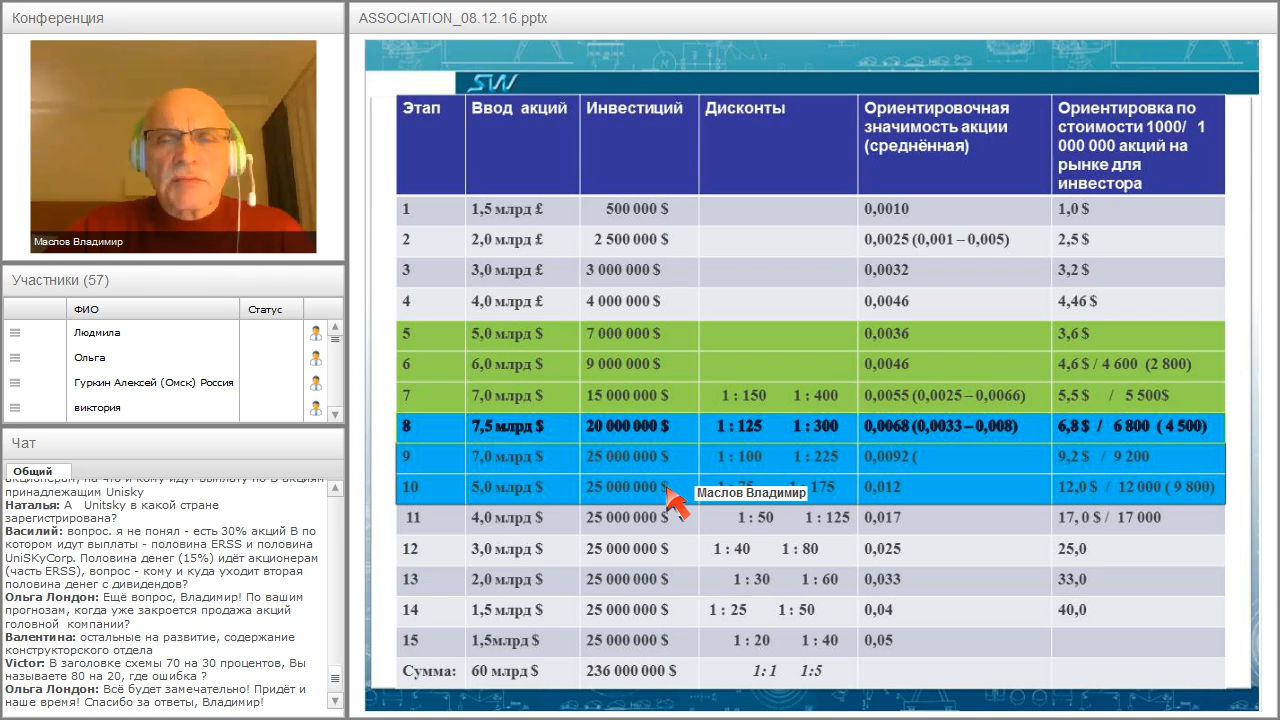 Конференция
Маслов Владимир
Участники (57)
ФИО Статус
Людмила
Ольга
Гуркин Алексей (Омск) Россия
виктория
Чат
Общий
принадлежащим Unisky
Наталья: А Unitsky в какой стране
зарегистрирована?
Василий: вопрос. я не понял - есть 30% акций В по
которым идут выплаты - половина ERSS и половина
UniSkyCorp, половина денег (15%) идёт акционерам
(часть ERSS), вопрос - кому и куда уходит вторая
половина денег с дивидендов?
Ольга Лондон: Ещё вопрос, Владимир! По вашим
прогнозам, когда уже закроется продажа акций
головной компании?
Валентина: остальные на развитие, содержание
конструкторского отдела
Victor: В заголовке схемы 70 на 30 процентов, Вы
называете 30 на 70, где ошибка ?
Ольга Лондон: Всё будет замечательно! Придёт и
ASSOCIATION_08.12.16.pptx
SW
Этап Ввод акций Инвестиций Дисконты Ориентировочная значимость акции (среднённая) Ориентировка по стоимости 1000/ 1 000 000 акций на рынке для инвестора
1 1,5 млрд £ 500 000 $ 0,0010 1,0 $
2 2,0 млрд £ 2 500 000 $ 0,0025 (0,001 – 0,005) 2,5 $
3 3,0 млрд £ 3 000 000 $ 0,0032 3,2 $
4 4,0 млрд £ 4 000 000 $ 0,0046 4,46 $
5 5,0 млрд $ 7 000 000 $ 0,0036 3,6 $
6 6,0 млрд $ 9 000 000 $ 0,0046 4,6 $ / 4 600 (2 800)
7 7,0 млрд $ 15 000 000 $ 1 : 150 1 : 400 0,0055 (0,0025 – 0,0066) 5,5 $ / 5 500$
8 7,5 млрд $ 20 000 000 $ 1 : 125 1 : 300 0,0068 (0,0033 – 0,008) 6,8 $ / 6 800 ( 4 500)
9 7,0 млрд $ 25 000 000 $ 1 : 100 1 : 225 0,0092 ( 9,2 $ / 9 200
10 5,0 млрд $ 25 000 000 $ 1 : 75 1 : 175 0,012 12,0 $ / 12 000 ( 9 800)
Маслов Владимир
11 4,0 млрд $ 25 000 000 $ 1 : 50 1 : 125 0,017 17, 0 $ / 17 000
12 3,0 млрд $ 25 000 000 $ 1 : 40 1 : 80 0,025 25,0
13 2,0 млрд $ 25 000 000 $ 1 : 30 1 : 60 0,033 33,0
14 1,5 млрд $ 25 000 000 $ 1 : 25 1 : 50 0,04 40,0
15 1,5млрд $ 25 000 000 $ 1 : 20 1 : 40 0,05
Сумма: 60 млрд $ 236 000 000 $ 1:1 1:5